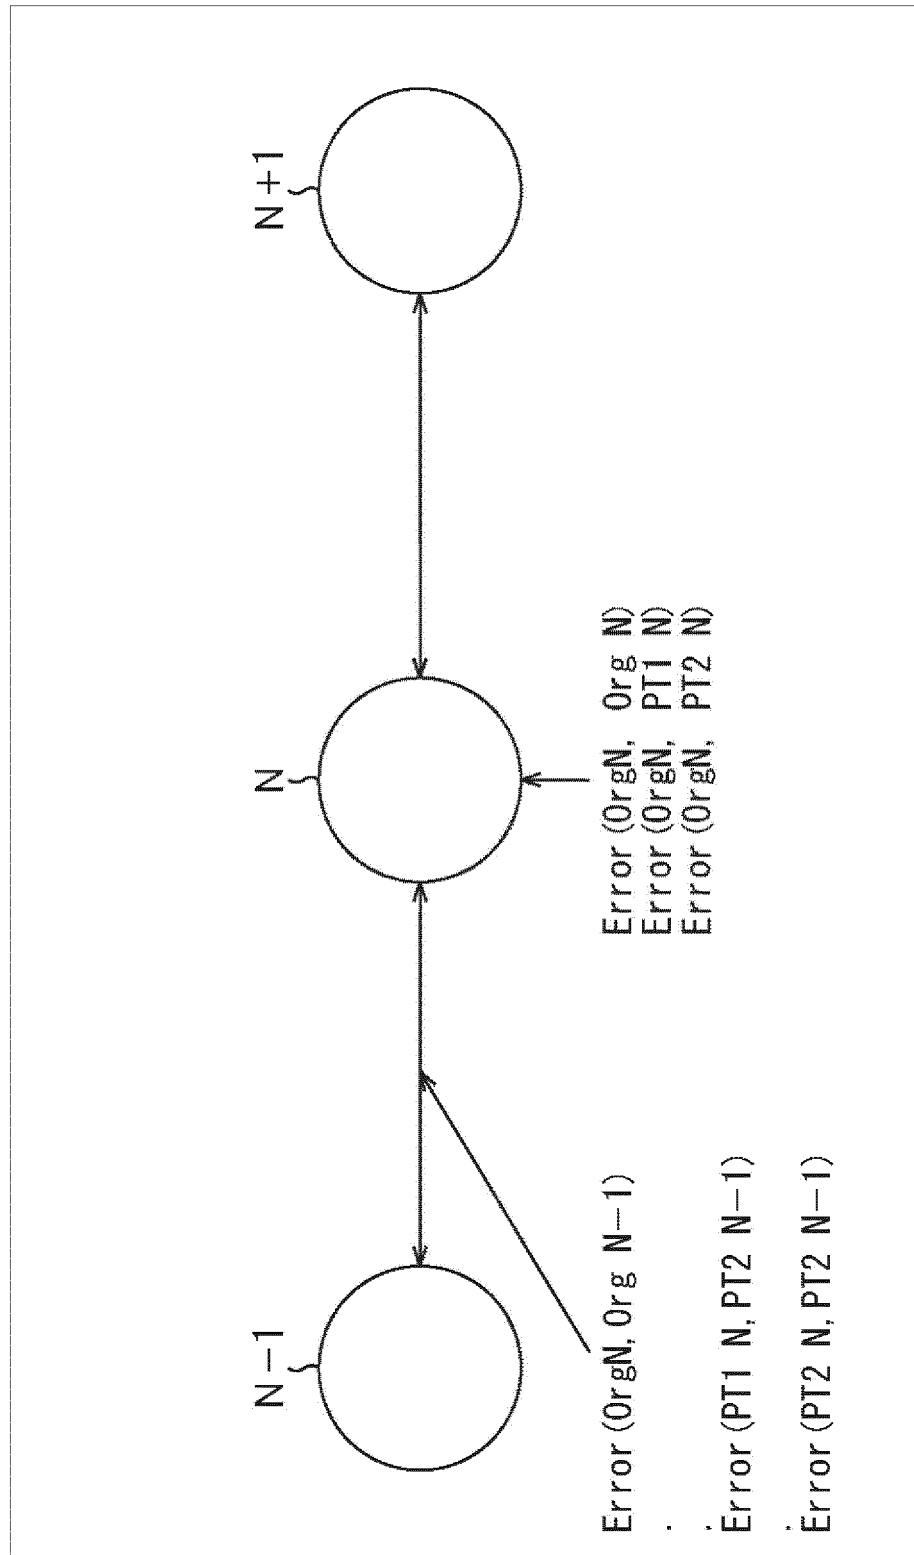 N-1
N
N+1
Error(OrgN, Org N-1)
.
.
Error(PT1 N, PT2 N-1)
.
Error(PT2 N, PT2 N-1)
Error(OrgN, Org N)
Error(OrgN, PT1 N)
Error(OrgN, PT2 N)